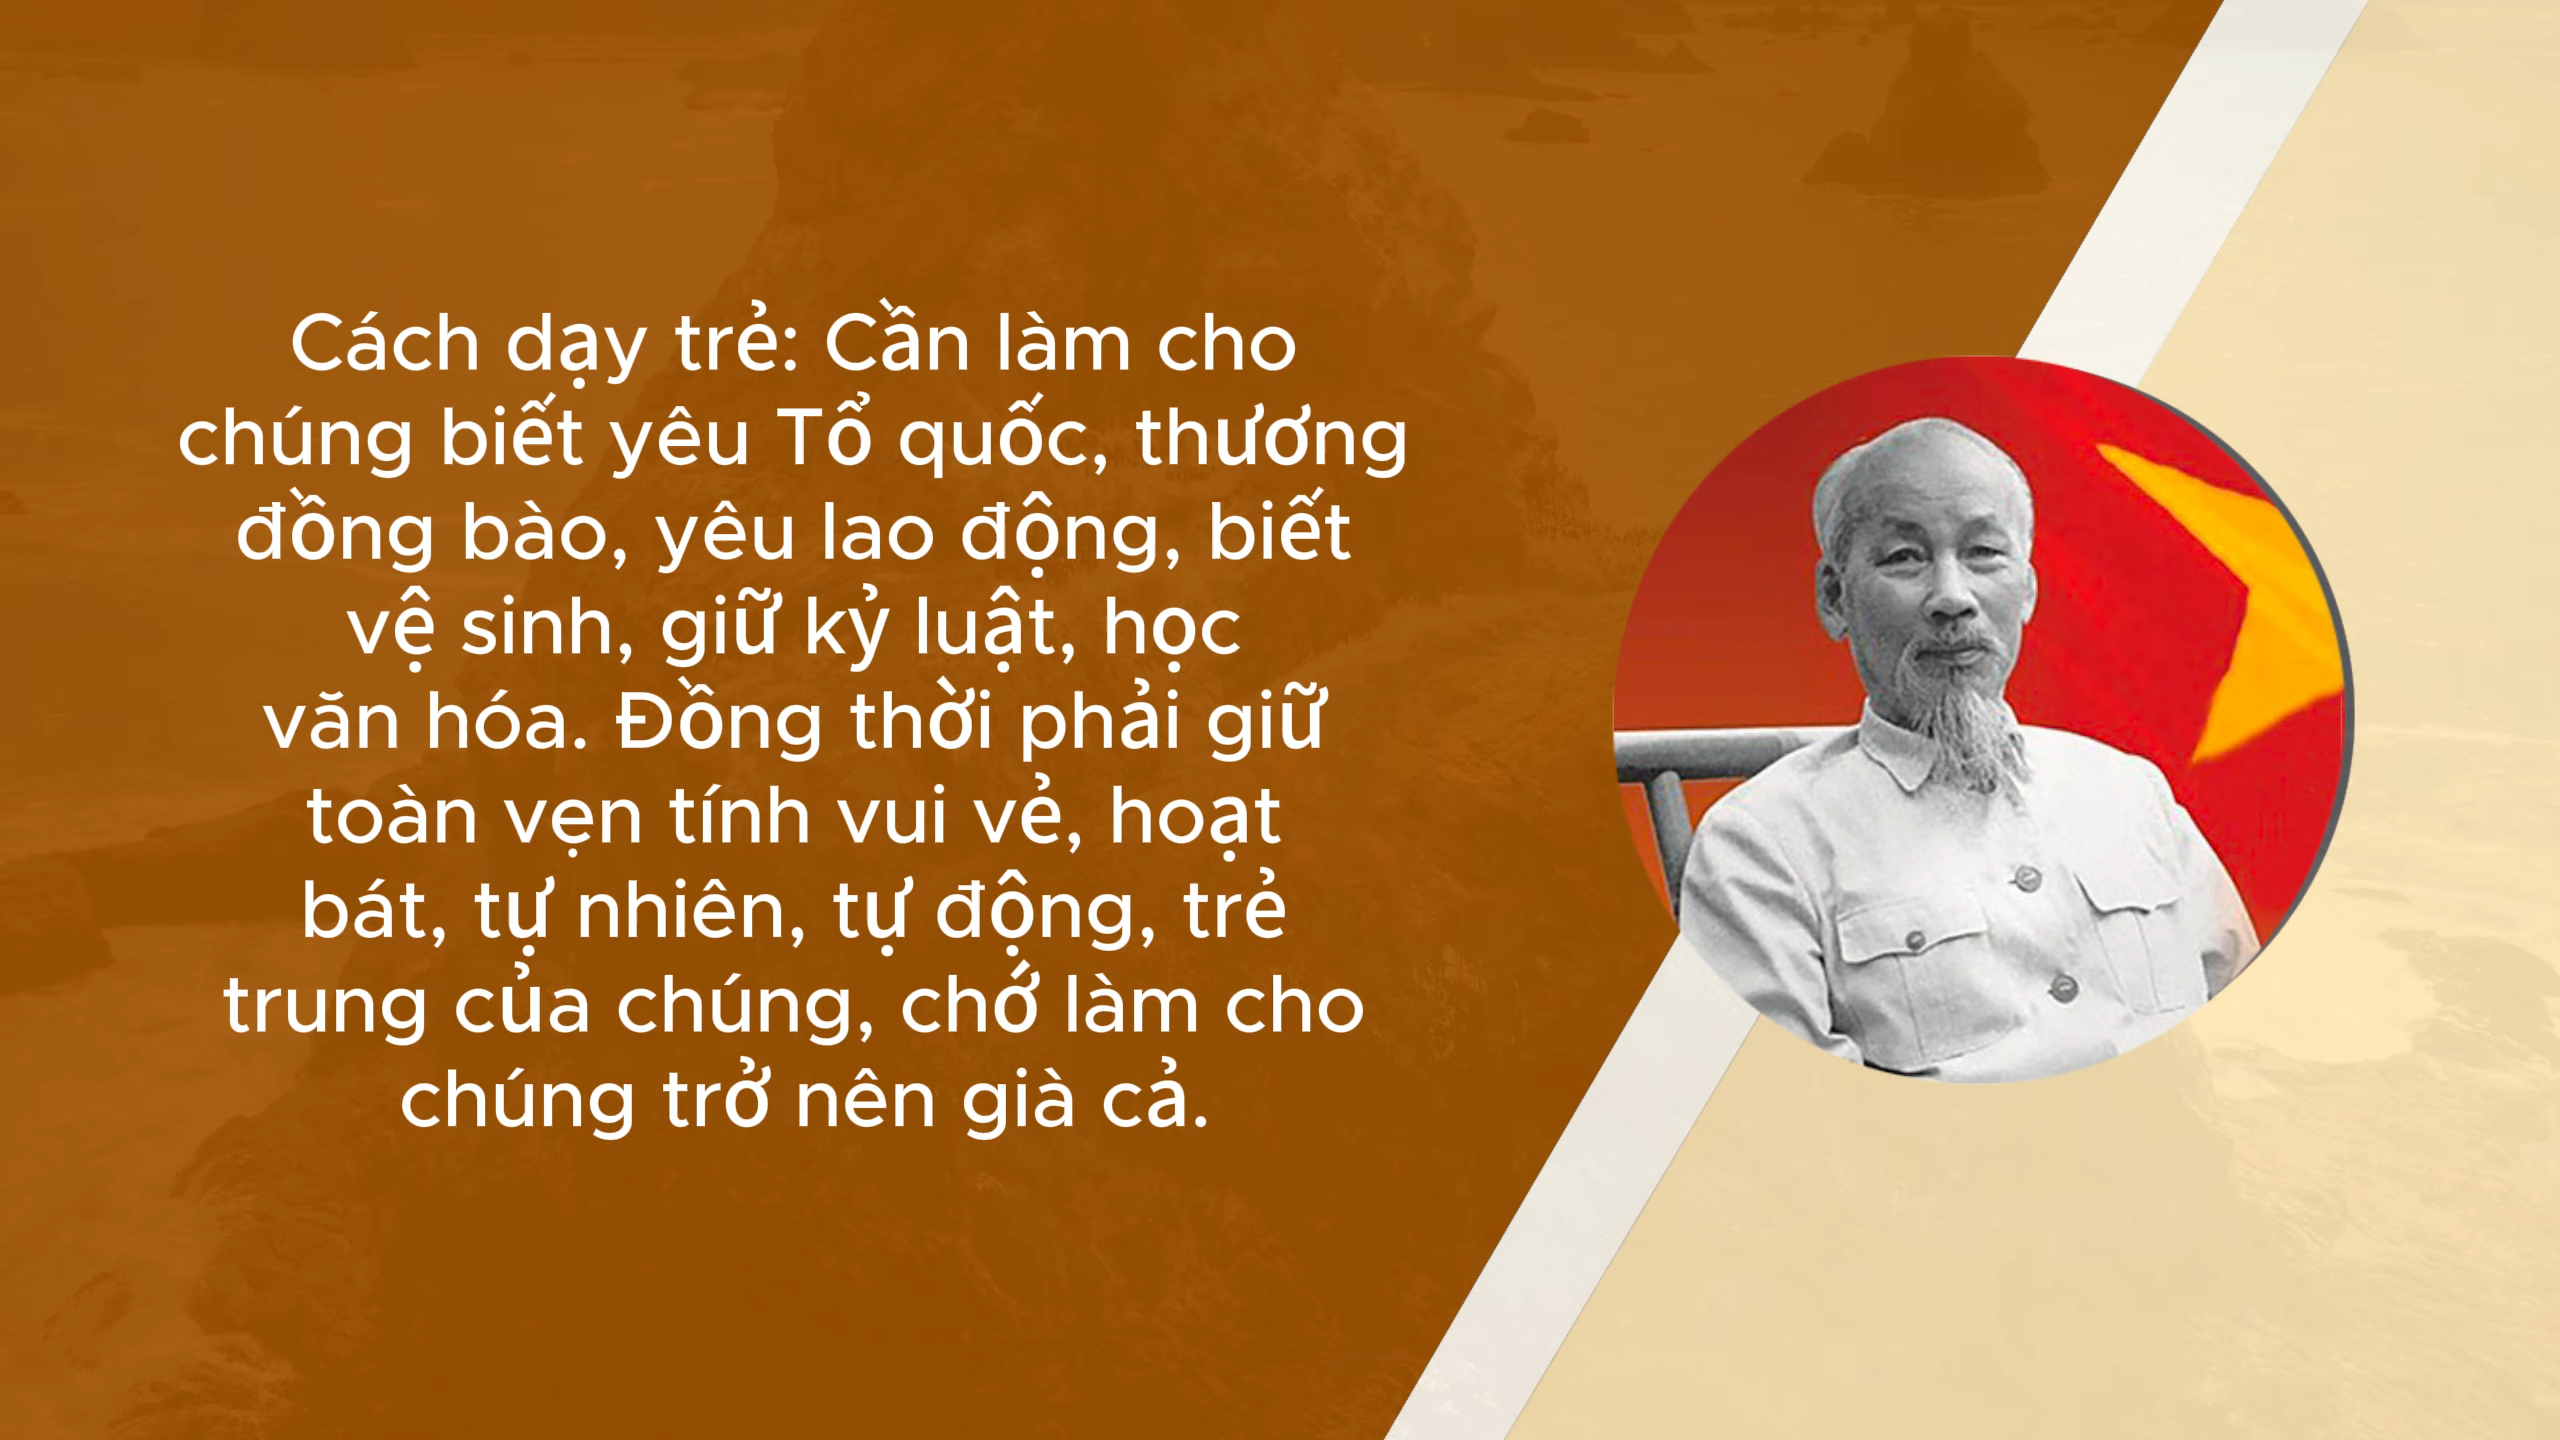 Cách dạy trẻ: Cần làm cho
chúng biết yêu Tổ quốc, thương
đồng bào, yêu lao động, biết
vệ sinh, giữ kỷ luật, học
văn hóa. Đồng thời phải giữ
toàn vẹn tính vui vẻ, hoạt
bát, tự nhiên, tự động, trẻ
trung của chúng, chớ làm cho
chúng trở nên già cả.